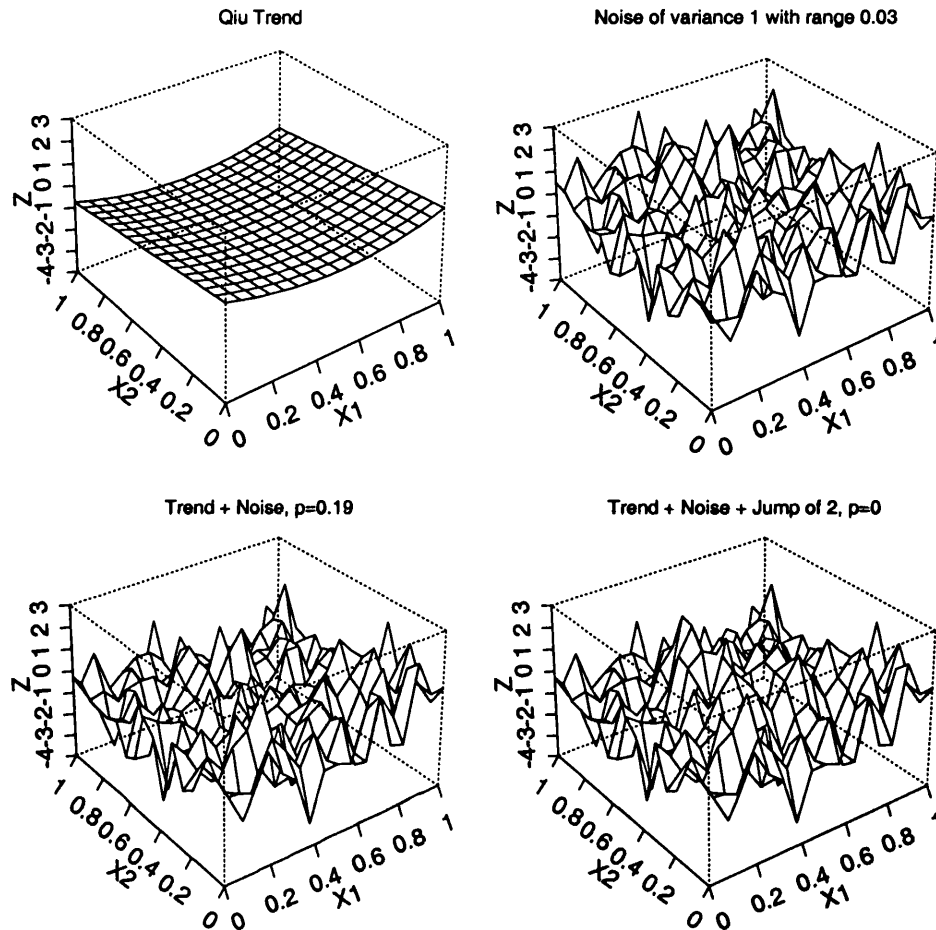 Qiu Trend
Z
-4-3-2-1 0 1 2 3
1 0.8 0.6 0.4 0.2 0
X2
0 0.2 0.4 0.6 0.8 1
X1
Noise of variance 1 with range 0.03
Z
-4-3-2-1 0 1 2 3
1 0.8 0.6 0.4 0.2 0
X2
0 0.2 0.4 0.6 0.8 1
X1
Trend + Noise, p=0.19
Z
-4-3-2-1 0 1 2 3
1 0.8 0.6 0.4 0.2 0
X2
0 0.2 0.4 0.6 0.8 1
X1
Trend + Noise + Jump of 2, p=0
Z
-4-3-2-1 0 1 2 3
1 0.8 0.6 0.4 0.2 0
X2
0 0.2 0.4 0.6 0.8 1
X1